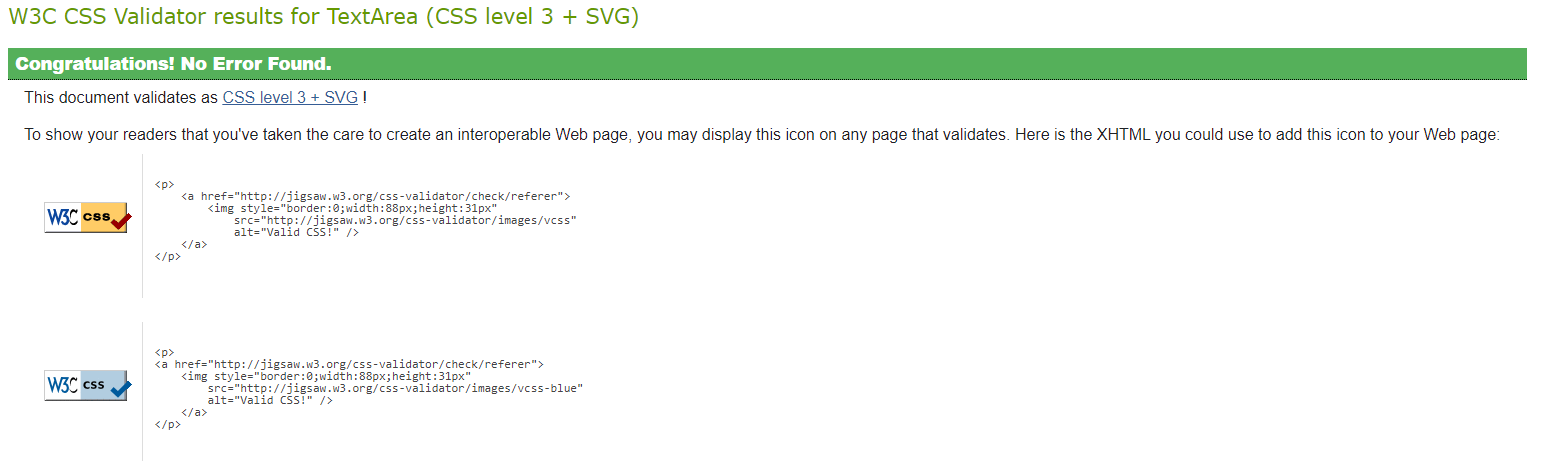 W3C CSS Validator results for TextArea (CSS level 3 + SVG)
Congratulations! No Error Found.
This document validates as CSS level 3 + SVG !
To show your readers that you've taken the care to create an interoperable Web page, you may display this icon on any page that validates. Here is the XHTML you could use to add this icon to your Web page:
W3C css
<p>
    <a href="http://jigsaw.w3.org/css-validator/check/referer">
        <img style="border:0;width:88px;height:31px"
            src="http://jigsaw.w3.org/css-validator/images/vcss"
            alt="Valid CSS!" />
    </a>
</p>
W3C css
<p>
<a href="http://jigsaw.w3.org/css-validator/check/referer">
    <img style="border:0;width:88px;height:31px"
        src="http://jigsaw.w3.org/css-validator/images/vcss-blue"
        alt="Valid CSS!" />
    </a>
</p>